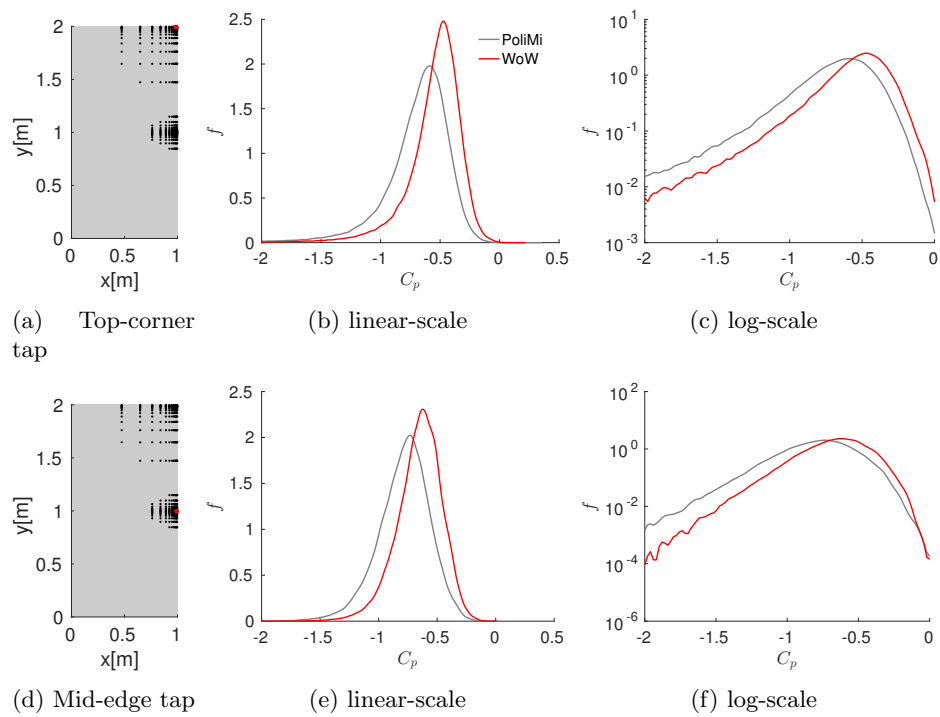 2
1.5
1
0.5
0
y[m]
0 0.5 1
x[m]
2.5
2
1.5
1
0.5
0
f
-2 -1.5 -1 -0.5 0 0.5
C_p
PoliMi
WoW
10^2
10^1
10^0
10^-1
10^-2
10^-3
f
-2 -1.5 -1 -0.5 0
C_p
(a) Top-corner
tap
(b) linear-scale
(c) log-scale
2
1.5
1
0.5
0
y[m]
0 0.5 1
x[m]
2.5
2
1.5
1
0.5
0
f
-2 -1.5 -1 -0.5 0 0.5
C_p
10^2
10^0
10^-2
10^-4
10^-6
f
-2 -1.5 -1 -0.5 0
C_p
(d) Mid-edge tap
(e) linear-scale
(f) log-scale